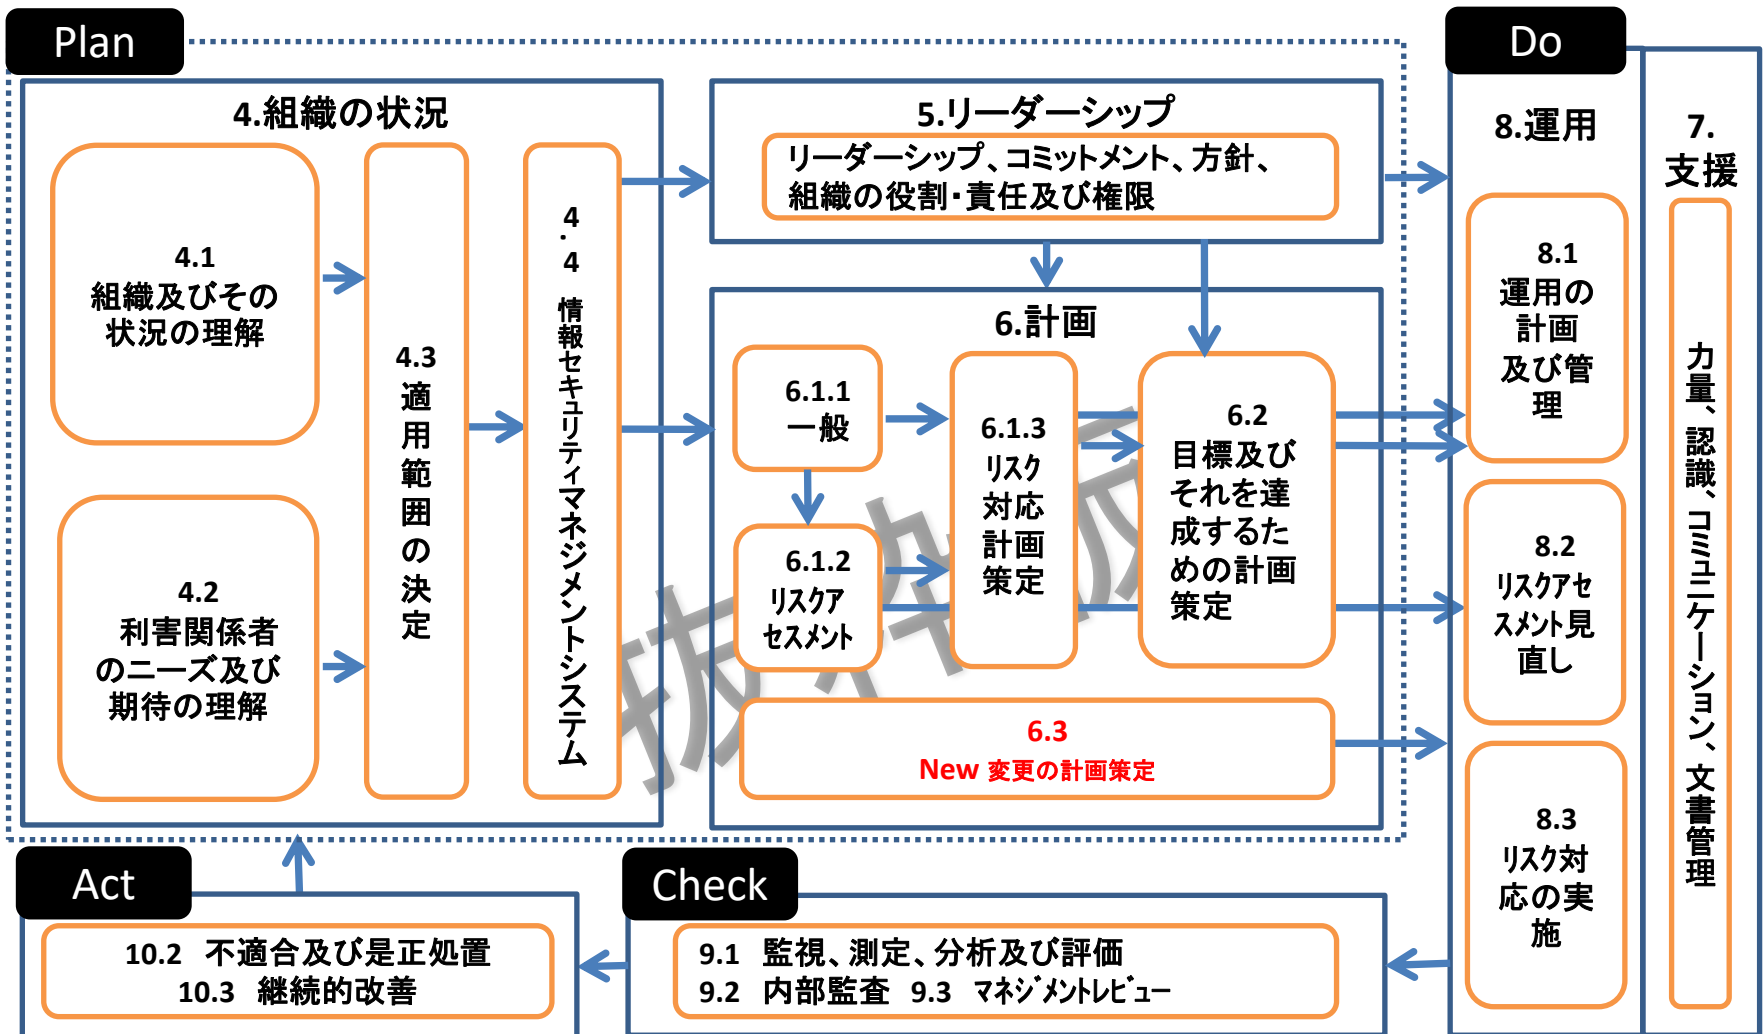 Plan
4.組織の状況
4.1
組織及びその
状況の理解
4.2
利害関係者
のニーズ及び
期待の理解
4.3
適用範囲の決定
4.4 情報セキュリティマネジメントシステム
5.リーダーシップ
リーダーシップ、コミットメント、方針、
組織の役割・責任及び権限
6.計画
6.1.1
一般
6.1.2
リスクア
セスメント
6.1.3
リスク
対応
計画
策定
6.2
目標及び
それを達
成するた
めの計画
策定
6.3
New 変更の計画策定
Do
8.運用
8.1
運用の
計画
及び管
理
8.2
リスクアセ
スメント見
直し
8.3
リスク対
応の実
施
7.
支援
力量、認識、コミュニケーション、文書管理
Check
9.1 監視、測定、分析及び評価
9.2 内部監査 9.3 マネジメントレビュー
Act
10.2 不適合及び是正処置
10.3 継続的改善
抜粋版